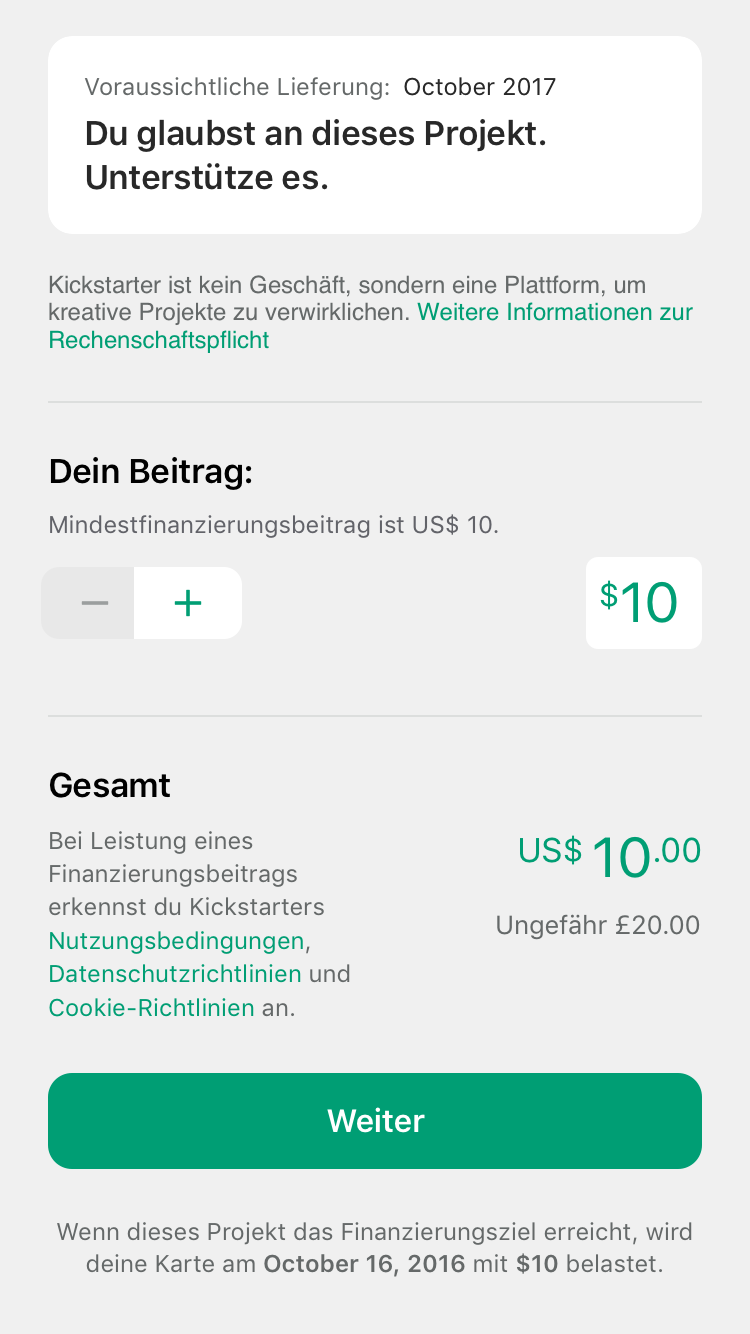 Voraussichtliche Lieferung: October 2017
Du glaubst an dieses Projekt.
Unterstütze es.
Kickstarter ist kein Geschäft, sondern eine Plattform, um
kreative Projekte zu verwirklichen. Weitere Informationen zur
Rechenschaftspflicht
Dein Beitrag:
Mindestfinanzierungsbeitrag ist US$ 10.
− +
$10
Gesamt
Bei Leistung eines
Finanzierungsbeitrags
erkennst du Kickstarters
Nutzungsbedingungen,
Datenschutzrichtlinien und
Cookie-Richtlinien an.
US$ 10.00
Ungefähr £20.00
Weiter
Wenn dieses Projekt das Finanzierungsziel erreicht, wird
deine Karte am October 16, 2016 mit $10 belastet.